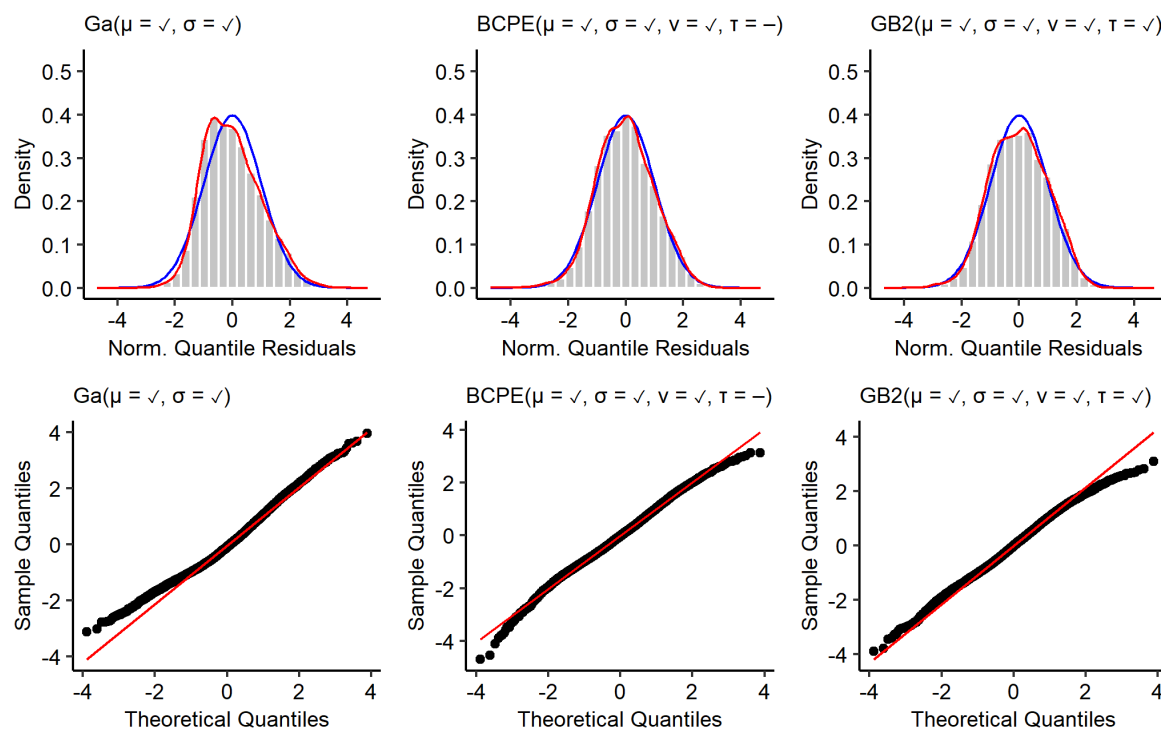 Ga(μ = ✓, σ = ✓)
BCPE(μ = ✓, σ = ✓, ν = ✓, τ = –)
GB2(μ = ✓, σ = ✓, ν = ✓, τ = ✓)
Density
0.5
0.4
0.3
0.2
0.1
0.0
-4 -2 0 2 4
Norm. Quantile Residuals
Density
0.5
0.4
0.3
0.2
0.1
0.0
-4 -2 0 2 4
Norm. Quantile Residuals
Density
0.5
0.4
0.3
0.2
0.1
0.0
-4 -2 0 2 4
Norm. Quantile Residuals
Ga(μ = ✓, σ = ✓)
BCPE(μ = ✓, σ = ✓, ν = ✓, τ = –)
GB2(μ = ✓, σ = ✓, ν = ✓, τ = ✓)
Sample Quantiles
4
2
0
-2
-4
-4 -2 0 2 4
Theoretical Quantiles
Sample Quantiles
4
2
0
-2
-4
-4 -2 0 2 4
Theoretical Quantiles
Sample Quantiles
4
2
0
-2
-4
-4 -2 0 2 4
Theoretical Quantiles